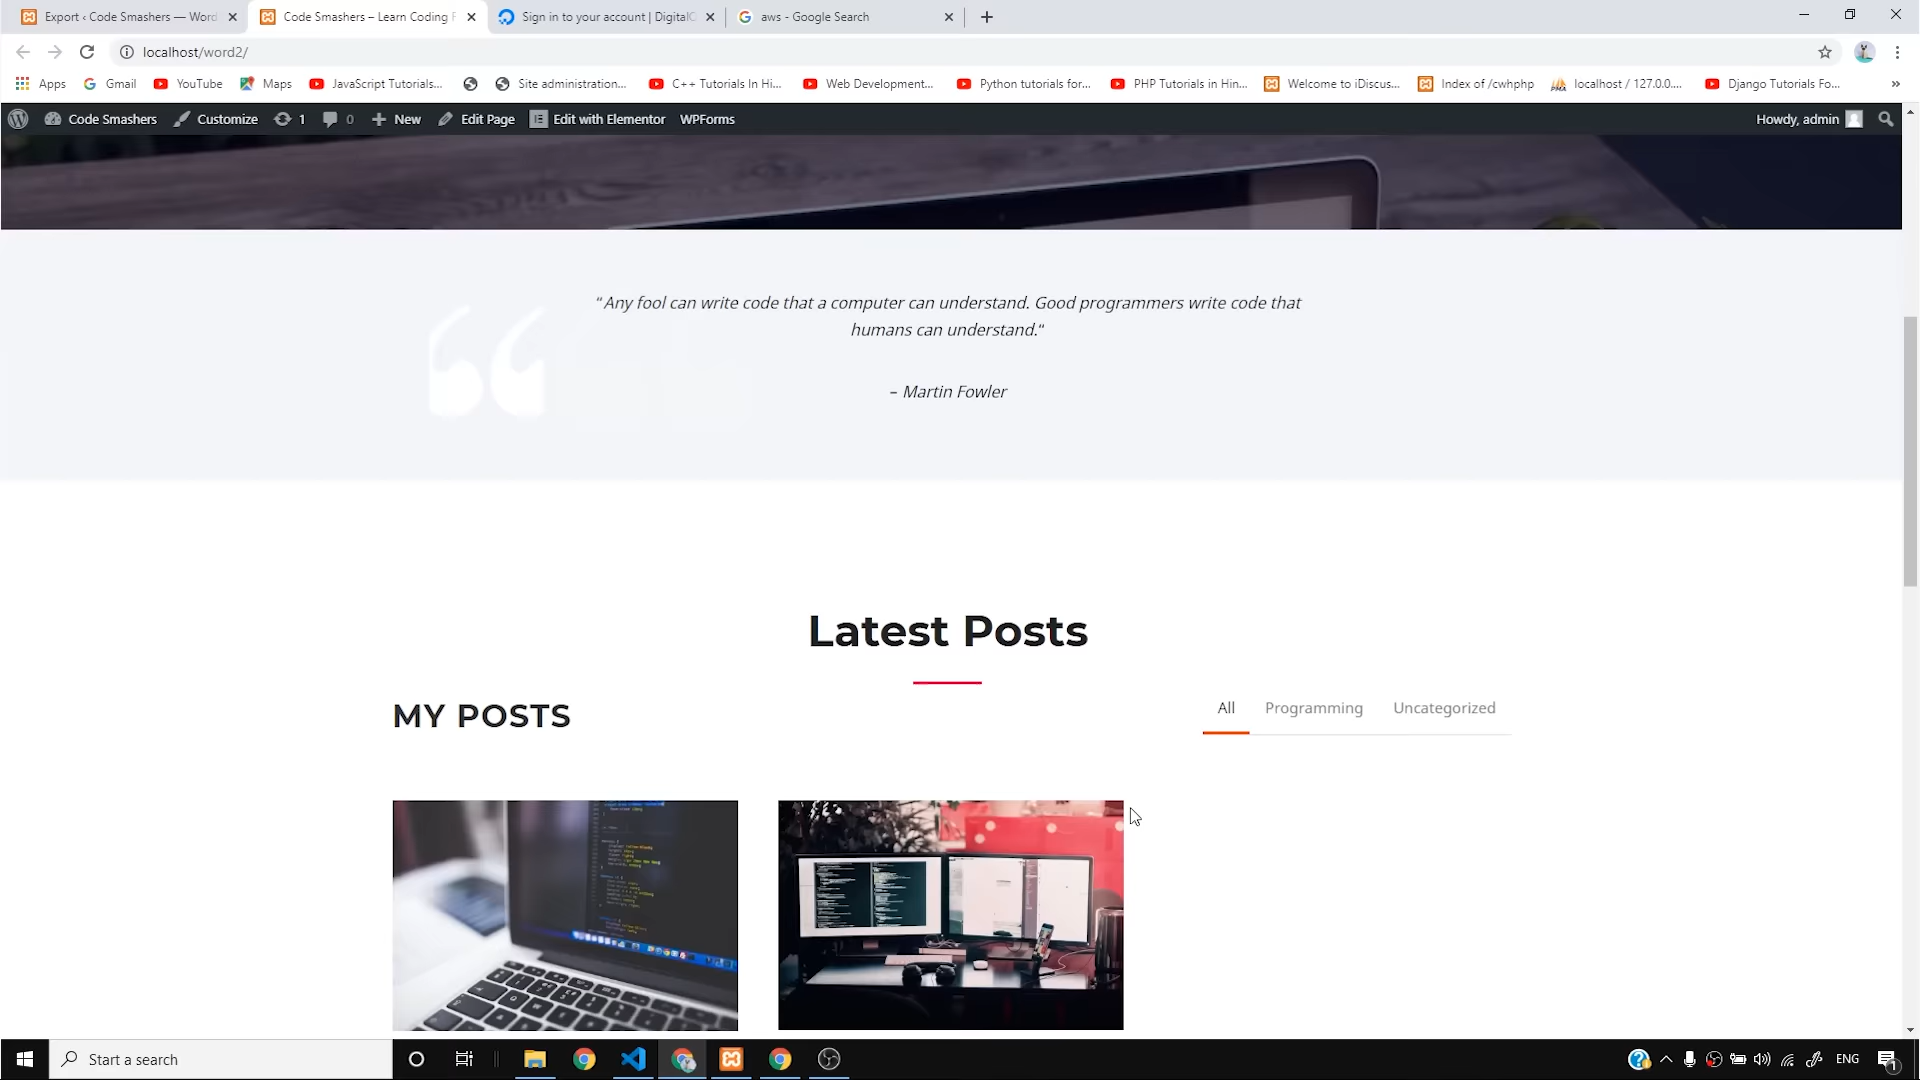 Export ‹ Code Smashers — Word
Code Smashers – Learn Coding F
Sign in to your account | DigitalO
aws - Google Search
localhost/word2/
Apps
Gmail
YouTube
Maps
JavaScript Tutorials...
Site administration...
C++ Tutorials In Hi...
Web Development...
Python tutorials for...
PHP Tutorials in Hin...
Welcome to iDiscus...
Index of /cwhphp
localhost / 127.0.0....
Django Tutorials Fo...
»
Code Smashers
Customize
1
0
New
Edit Page
Edit with Elementor
WPForms
Howdy, admin
“Any fool can write code that a computer can understand. Good programmers write code that
humans can understand.“
– Martin Fowler
Latest Posts
MY POSTS
All
Programming
Uncategorized
Start a search
ENG
1